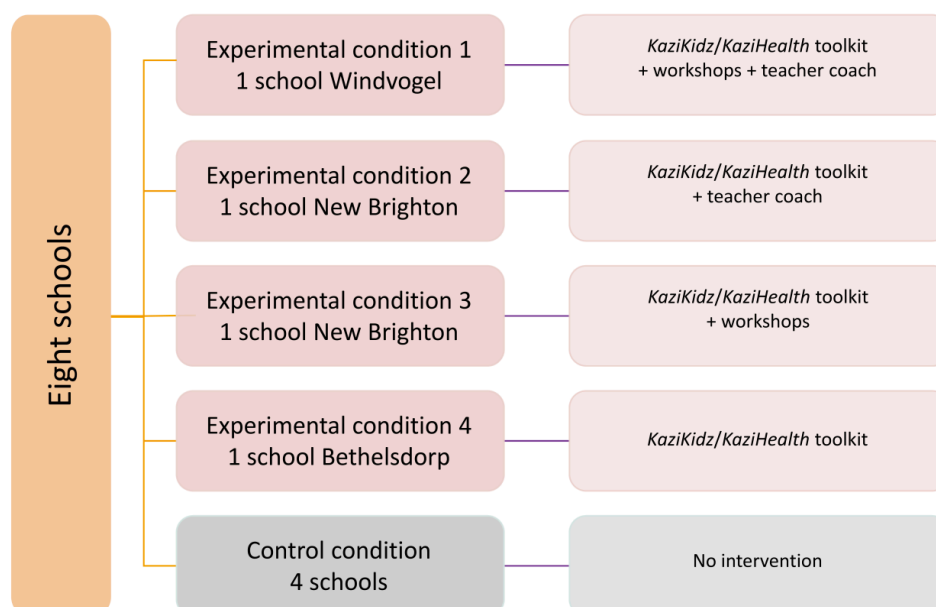 Eight schools
Experimental condition 1
1 school Windvogel
KaziKidz/KaziHealth toolkit
+ workshops + teacher coach
Experimental condition 2
1 school New Brighton
KaziKidz/KaziHealth toolkit
+ teacher coach
Experimental condition 3
1 school New Brighton
KaziKidz/KaziHealth toolkit
+ workshops
Experimental condition 4
1 school Bethelsdorp
KaziKidz/KaziHealth toolkit
Control condition
4 schools
No intervention